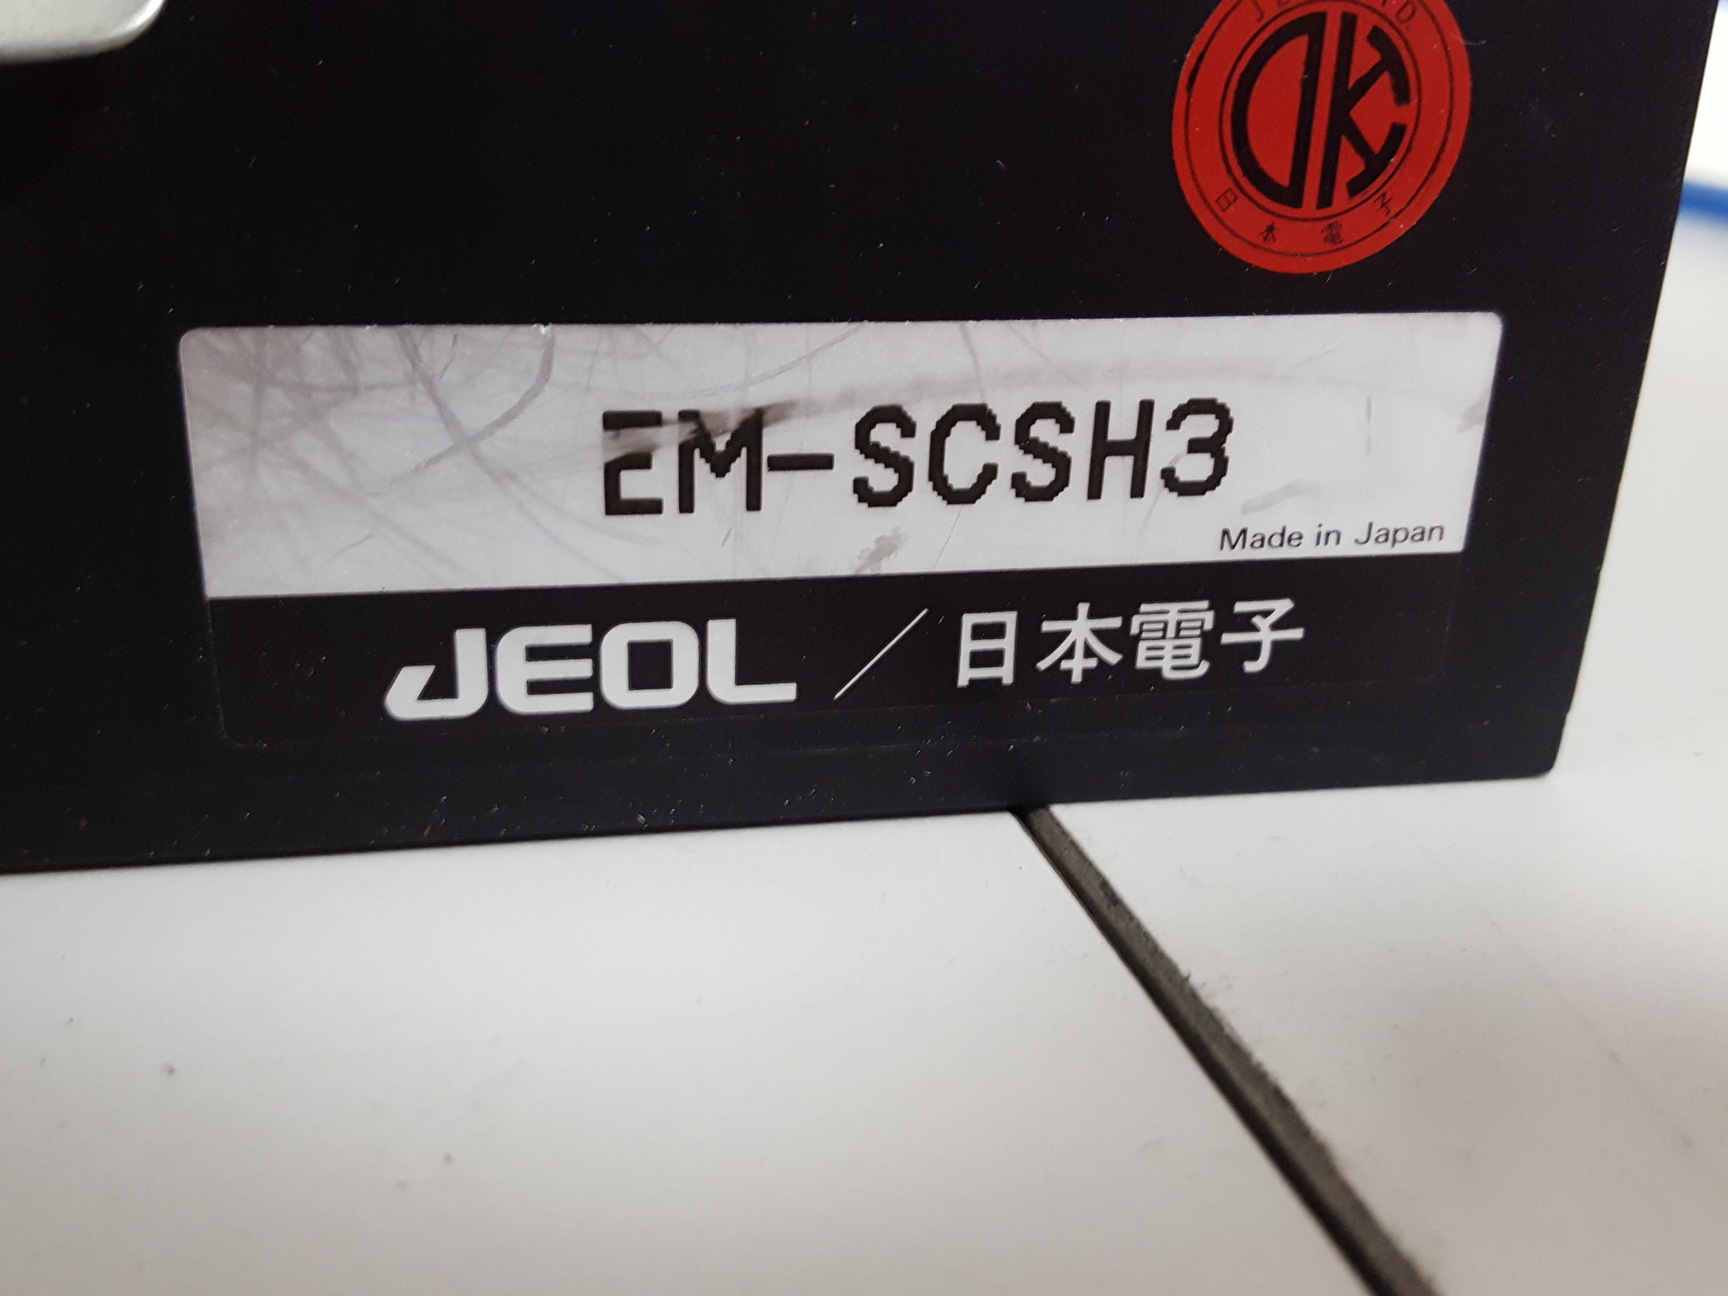 EM-SCSH3
Made in Japan
JEOL / 日本電子